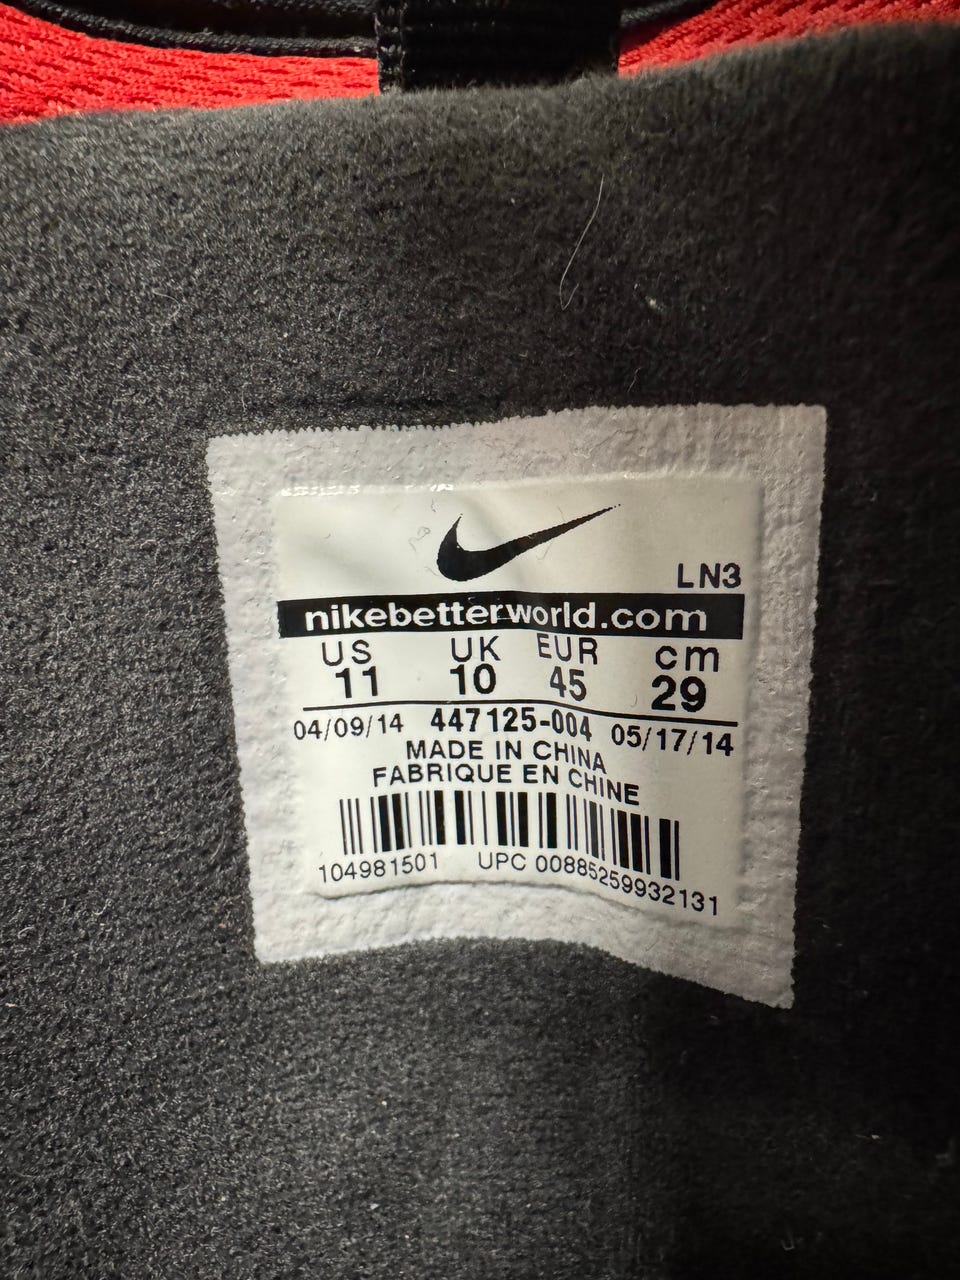 LN3
nikebetterworld.com
US UK EUR cm
11 10 45 29
04/09/14 447125-004 05/17/14
MADE IN CHINA
FABRIQUE EN CHINE
104981501 UPC 00885259932131